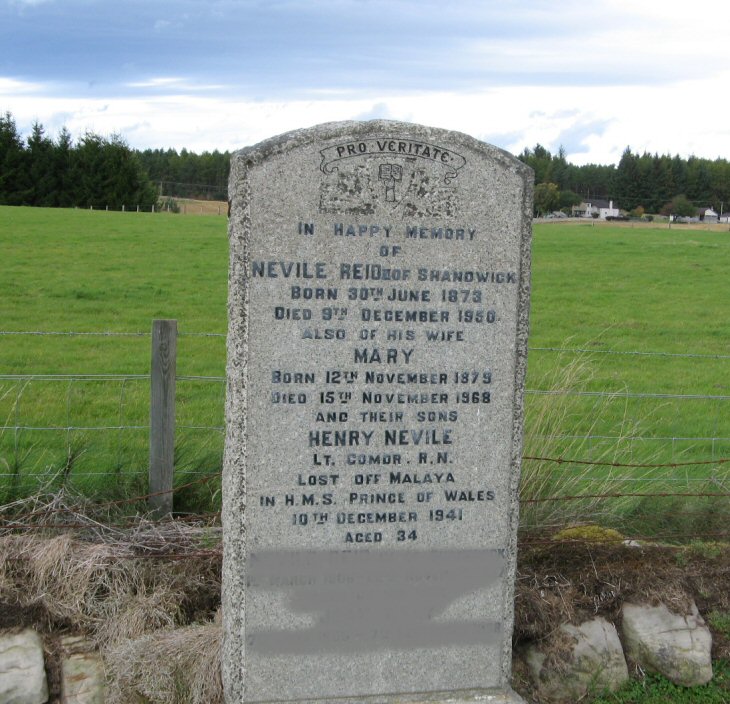 PRO VERITATE
IN HAPPY MEMORY
OF
NEVILE REID OF SHANDWICK
BORN 30TH JUNE 1873
DIED 9TH DECEMBER 1950.
ALSO OF HIS WIFE
MARY
BORN 12TH NOVEMBER 1879
DIED 15TH NOVEMBER 1968
AND THEIR SONS
HENRY NEVILE
LT. COMDR. R.N.
LOST OFF MALAYA
IN H.M.S. PRINCE OF WALES
10TH DECEMBER 1941
AGED 34
MARCH